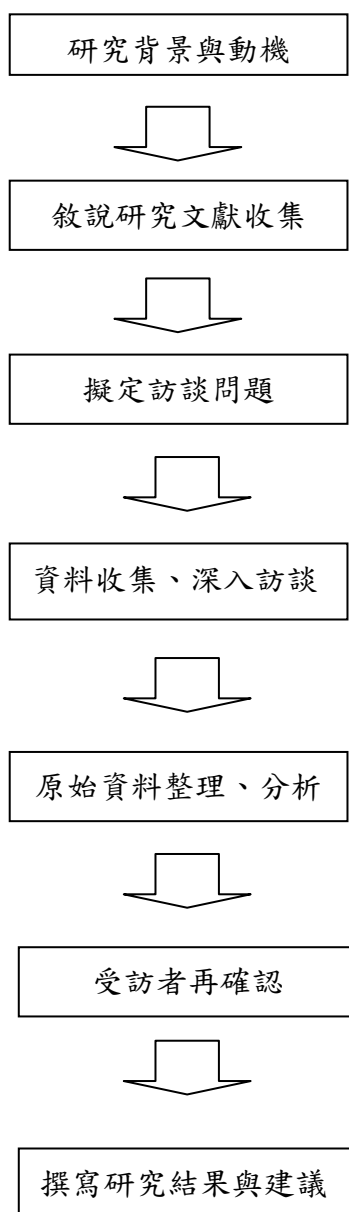 研究背景與動機
敘說研究文獻收集
擬定訪談問題
資料收集、深入訪談
原始資料整理、分析
受訪者再確認
撰寫研究結果與建議